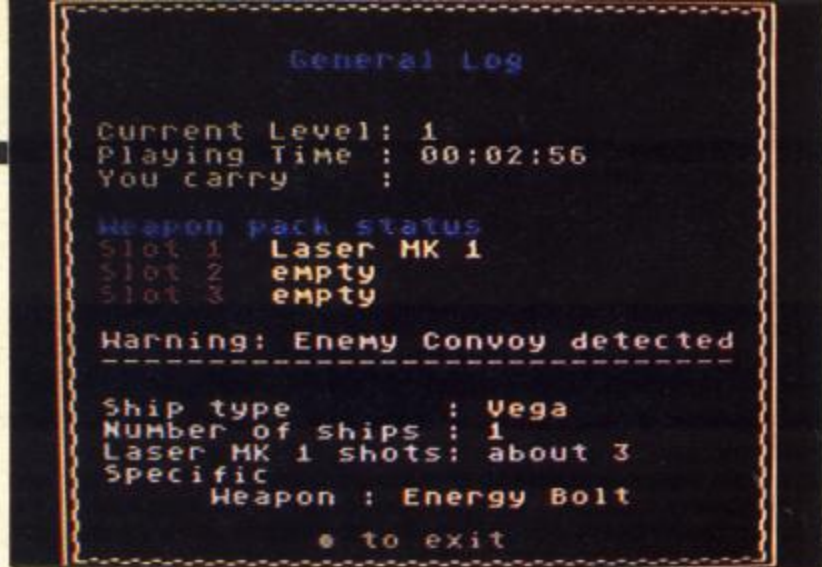 General Log
Current Level: 1
Playing Time : 00:02:56
You carry :
Weapon pack status
Slot 1 Laser MK 1
Slot 2 empty
Slot 3 empty
Warning: Enemy Convoy detected
Ship type : Vega
Number of ships : 1
Laser MK 1 shots: about 3
Specific
Weapon : Energy Bolt
0 to exit